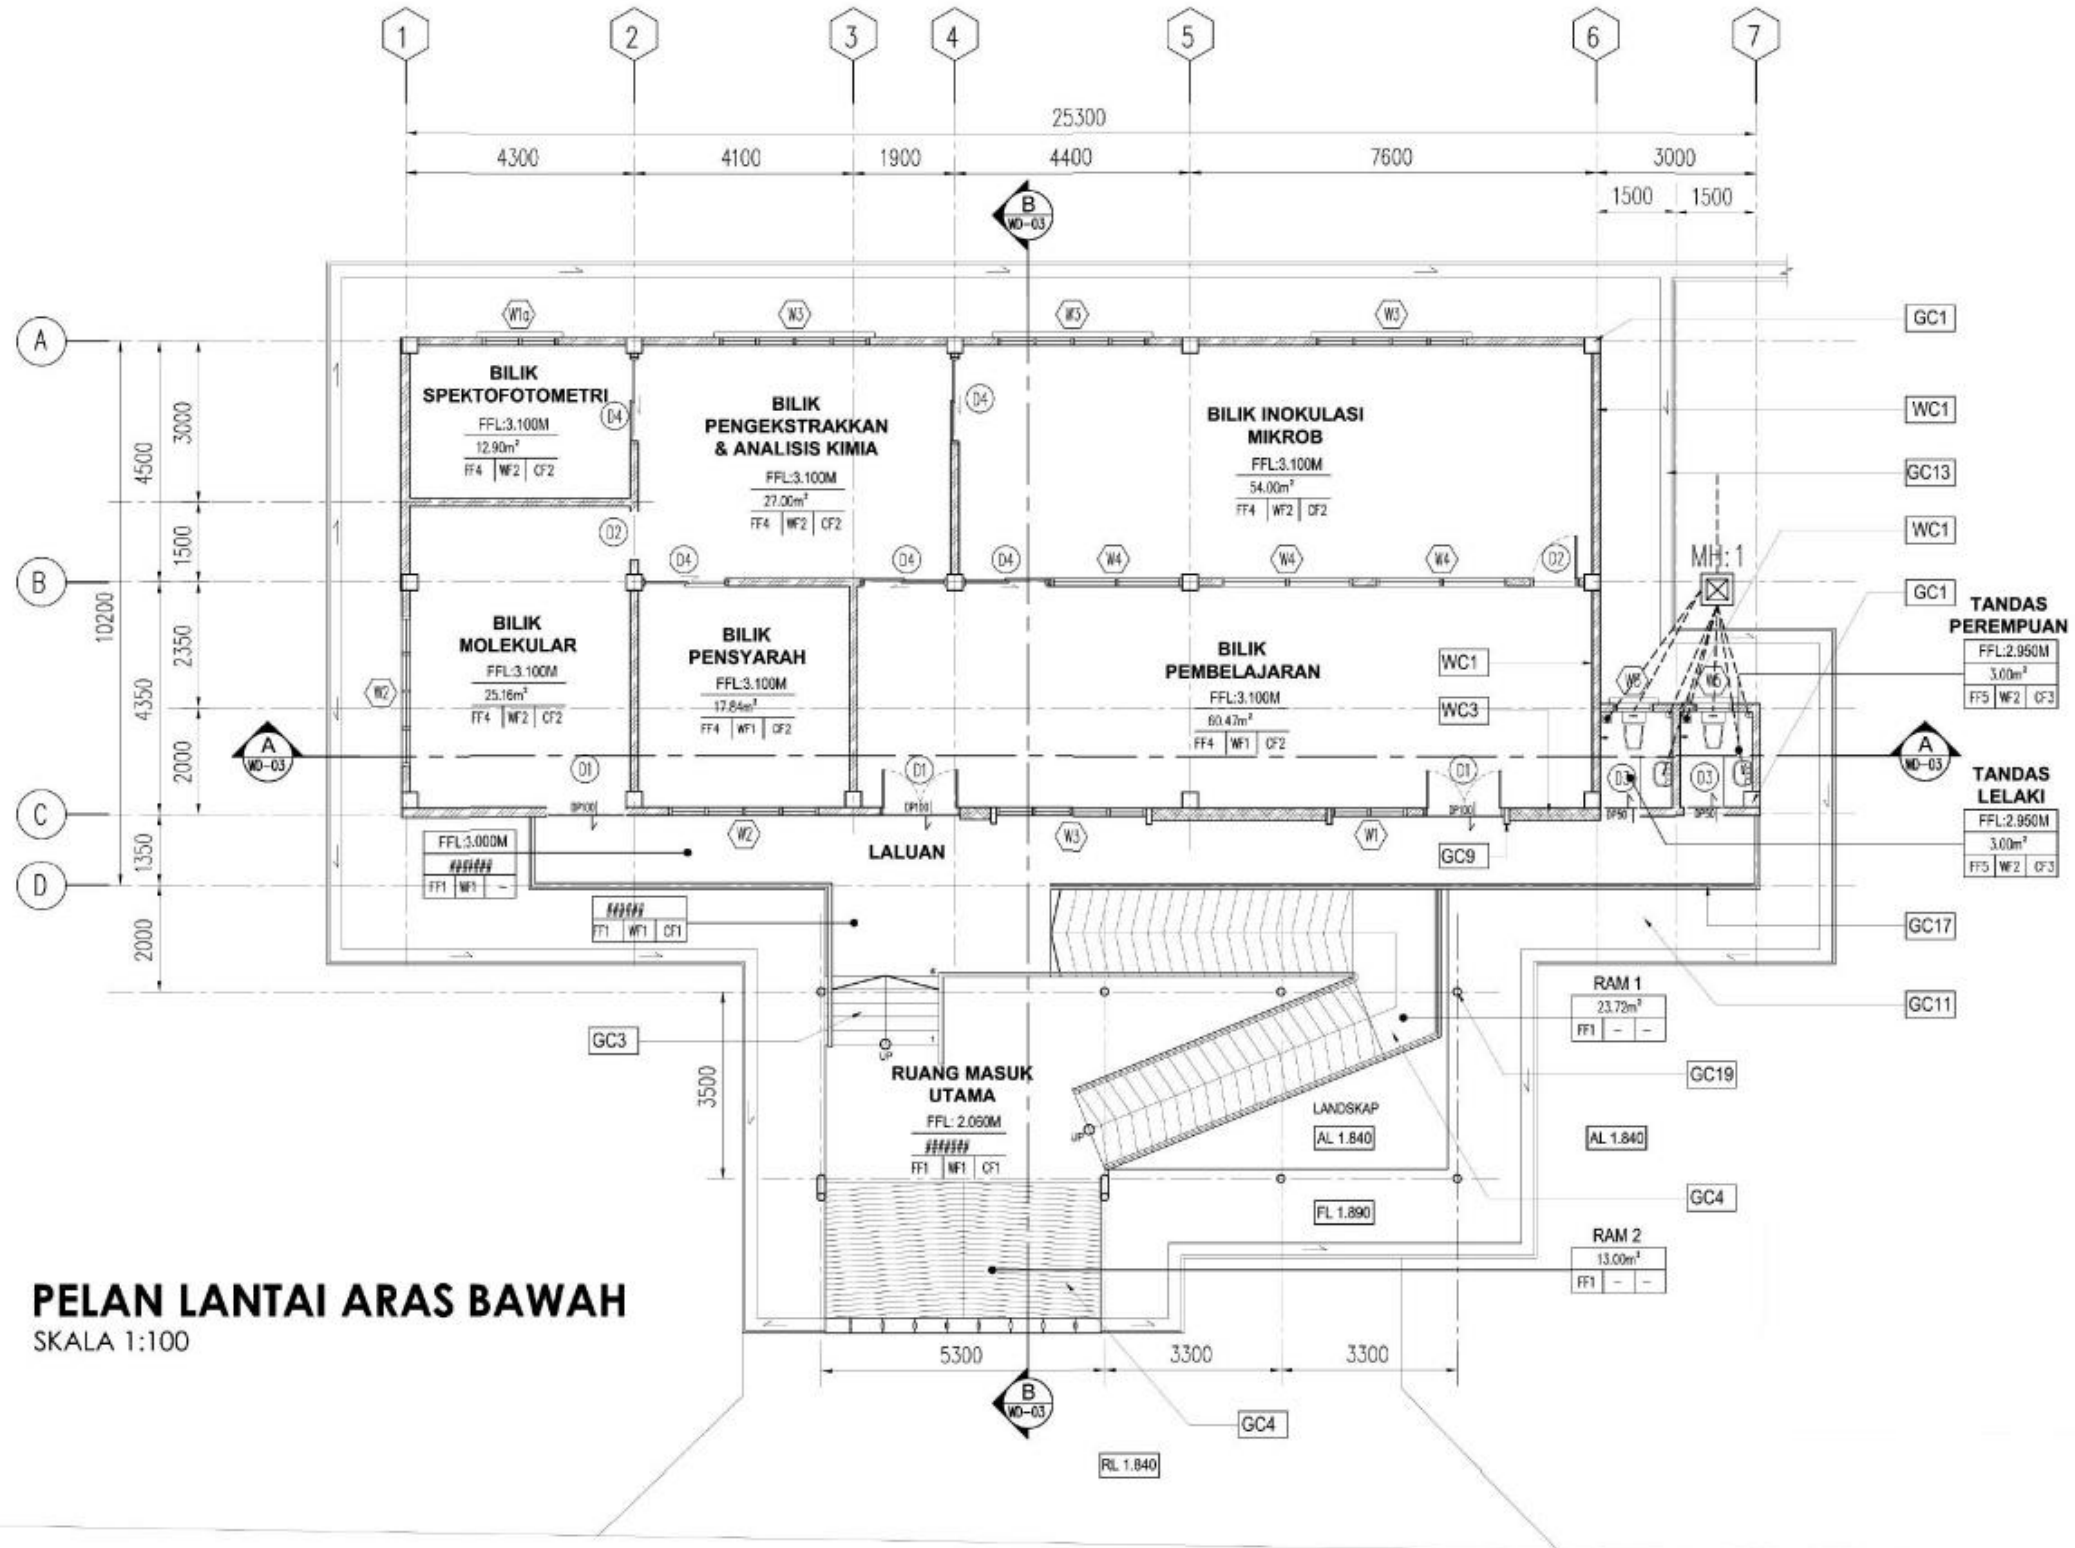 1 2 3 4 5 6 7
25300
4300 4100 1900 4400 7600 3000
1500 1500
B
WD-03
A
B
C
D
10200
4500
4350
1350
2000
3000
1500
2350
2000
W1a W3 W3 W3
GC1
WC1
GC13
WC1
GC1
BILIK
SPEKTOFOTOMETRI
FFL:3.100M
12.90m²
FF4 WF2 CF2
D4
BILIK
PENGEKSTRAKKAN
& ANALISIS KIMIA
FFL:3.100M
27.00m²
FF4 WF2 CF2
D4
BILIK INOKULASI
MIKROB
FFL:3.100M
54.00m²
FF4 WF2 CF2
D2 D4 D4 D4 W4 W4 W4 D2
MH:1
BILIK
MOLEKULAR
FFL:3.100M
25.16m²
FF4 WF2 CF2
W2
BILIK
PENSYARAH
FFL:3.100M
17.84m²
FF4 WF1 CF2
BILIK
PEMBELAJARAN
FFL:3.100M
60.47m²
FF4 WF1 CF2
WC1
WC3
W5
TANDAS
PEREMPUAN
FFL:2.950M
3.00m²
FF5 WF2 CF3
A
WD-03
A
WD-03
D1 D1 D1 D3 D3
DP100 DP100 DP100 DP50 DP50
TANDAS
LELAKI
FFL:2.950M
3.00m²
FF5 WF2 CF3
W2 W3 W1
GC9
LALUAN
FFL:3.000M
#######
FF1 WF1 -
######
FF1 WF1 CF1
GC17
GC11
RAM 1
23.72m²
FF1 - -
GC19
GC3
UP
3500
RUANG MASUK
UTAMA
FFL: 2.060M
#######
FF1 WF1 CF1
UP
LANDSKAP
AL 1.840
AL 1.840
GC4
FL 1.890
RAM 2
13.00m²
FF1 - -
PELAN LANTAI ARAS BAWAH
SKALA 1:100
5300 3300 3300
B
WD-03
GC4
RL 1.840